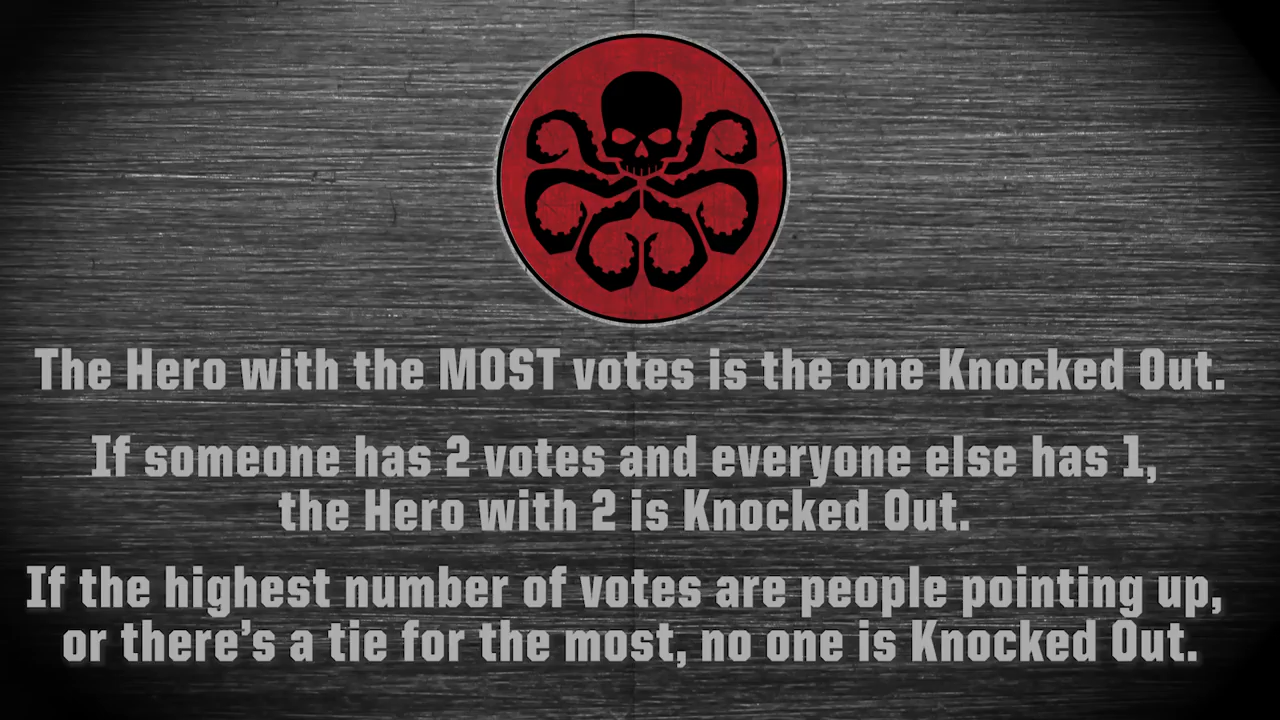 The Hero with the MOST votes is the one Knocked Out.
If someone has 2 votes and everyone else has 1,
the Hero with 2 is Knocked Out.
If the highest number of votes are people pointing up,
or there's a tie for the most, no one is Knocked Out.